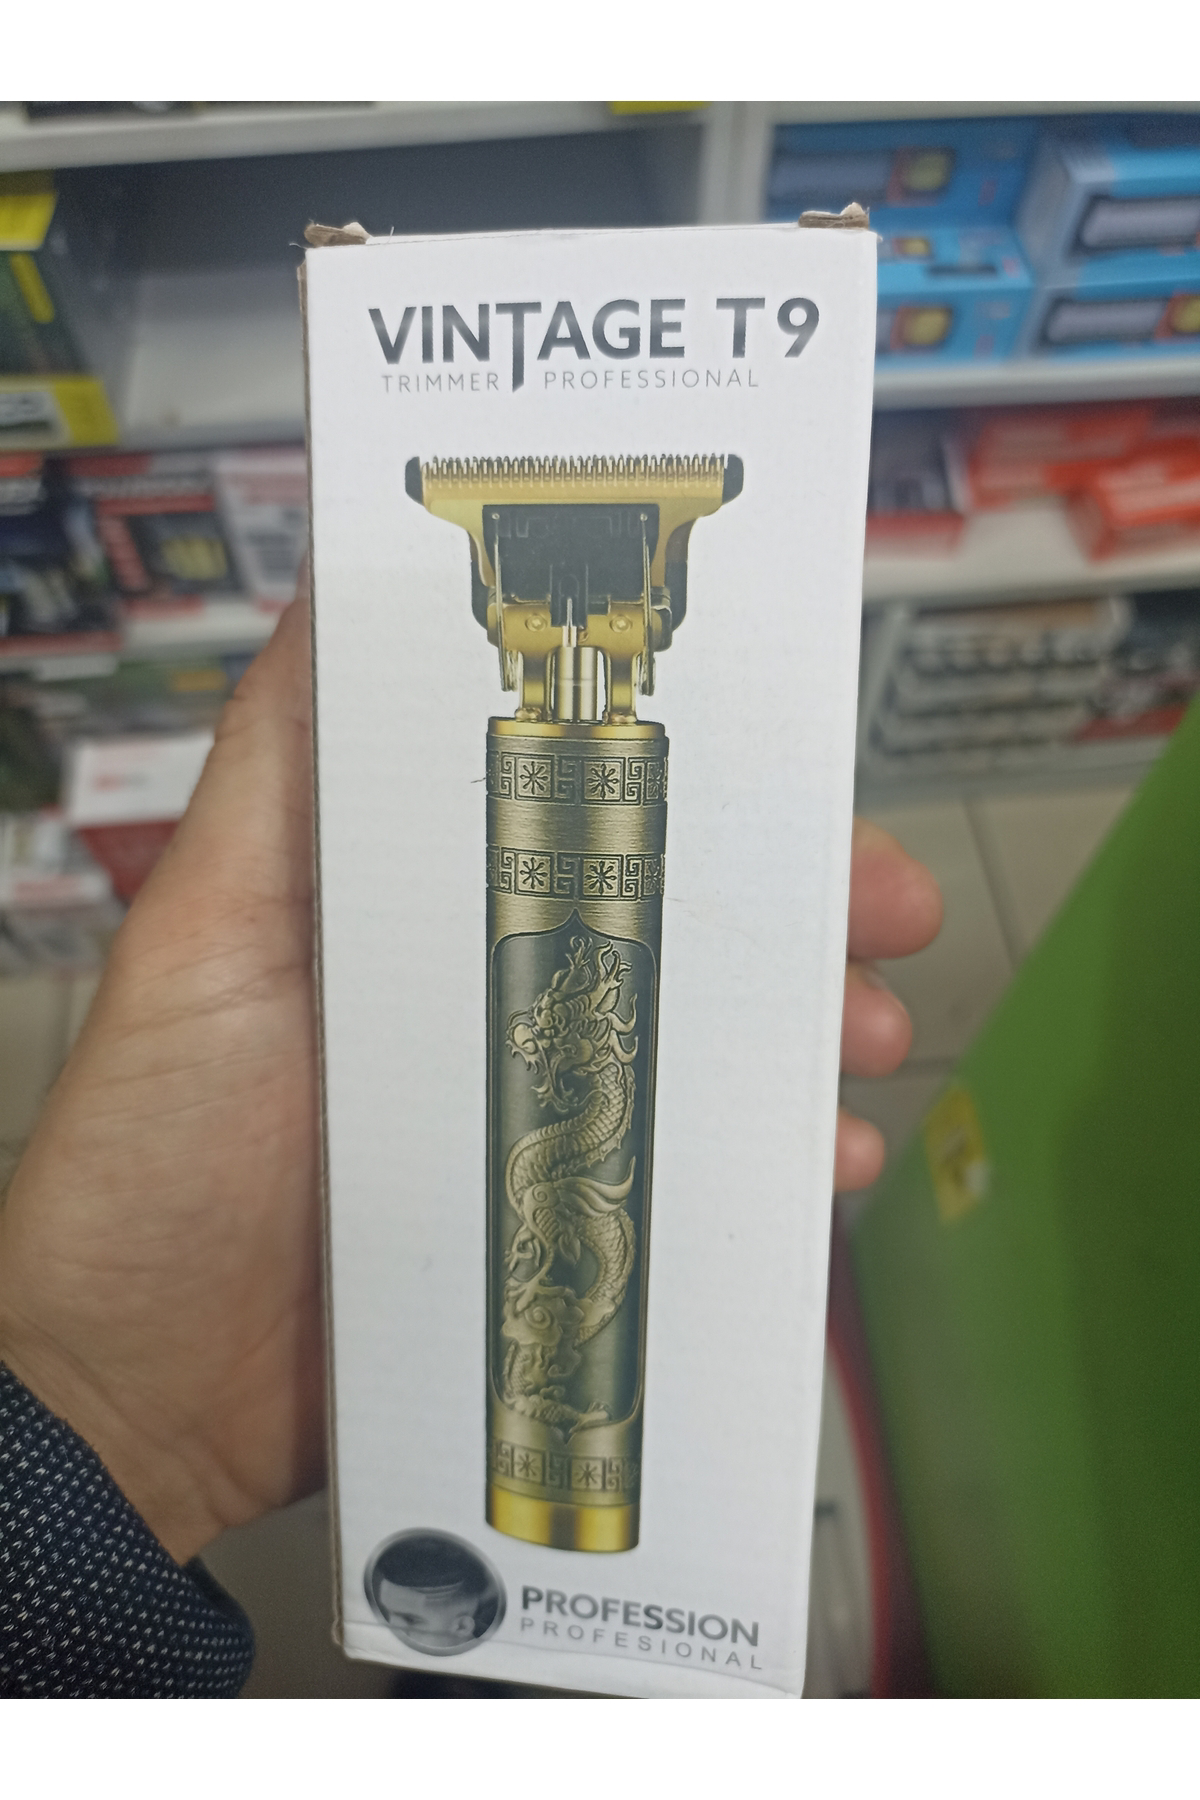 VINTAGE T9
TRIMMER PROFESSIONAL
PROFESSION
PROFESIONAL